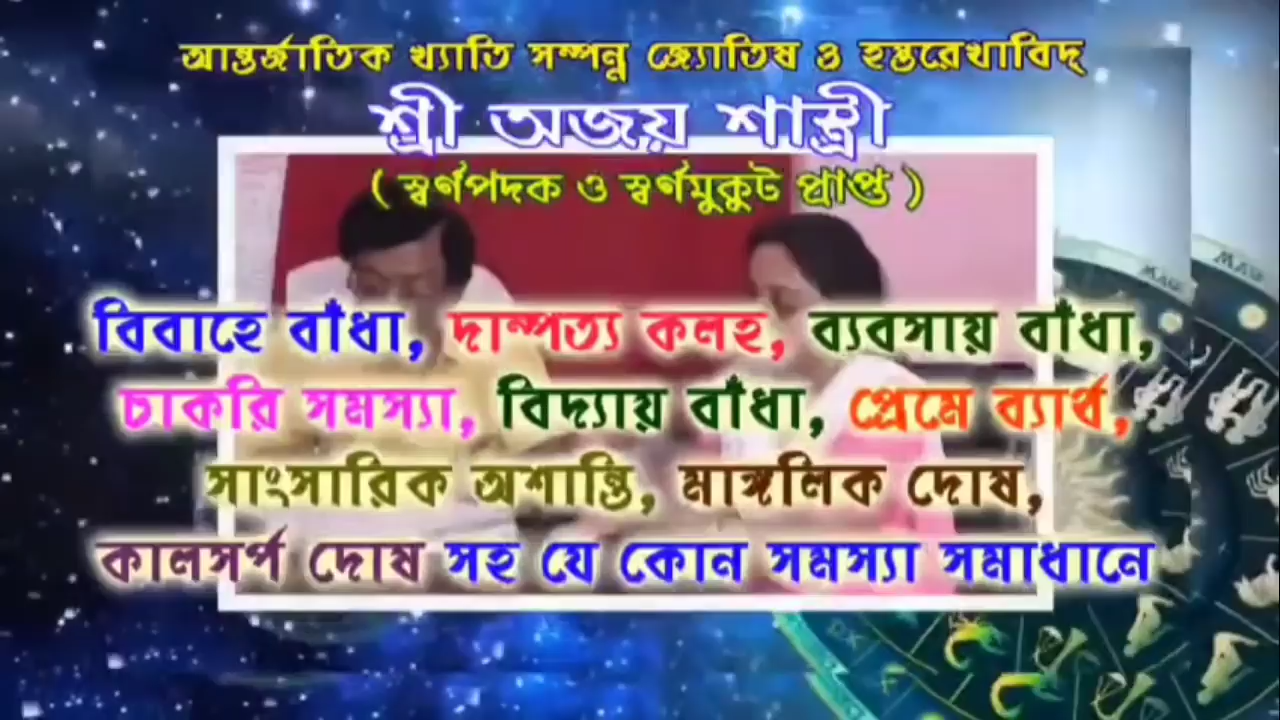 আন্তর্জাতিক খ্যাতি সম্পন্ন জ্যোতিষ ও হস্তরেখাবিদ্
শ্রী অজয় শাস্ত্রী
( স্বর্ণপদক ও স্বর্ণমুকুট প্রাপ্ত )
বিবাহে বাঁধা, দাম্পত্য কলহ, ব্যবসায় বাঁধা,
চাকরি সমস্যা, বিদ্যায় বাঁধা, প্রেমে ব্যার্থ,
সাংসারিক অশান্তি, মাঙ্গলিক দোষ,
কালসর্প দোষ সহ যে কোন সমস্যা সমাধানে